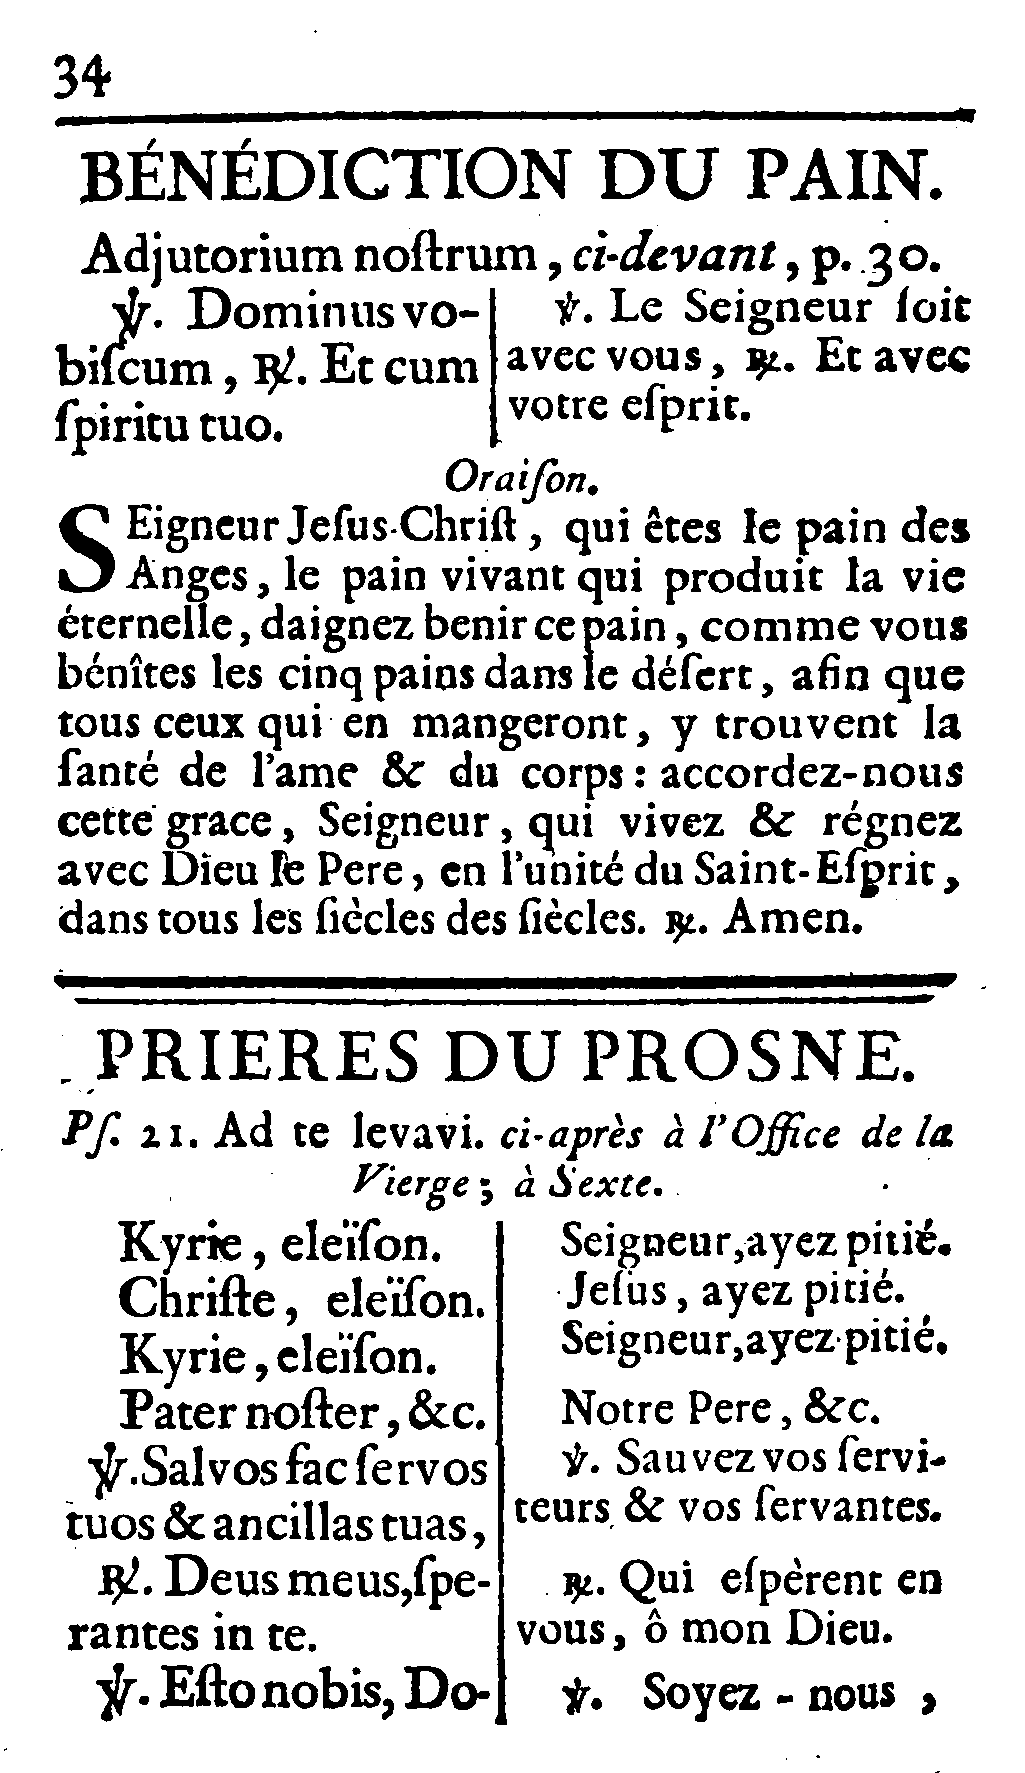 34
BÉNÉDICTION DU PAIN.
Adjutorium noſtrum, ci-devant, p. 30.
℣. Dominus vo-
biſcum, ℟. Et cum
ſpiritu tuo.
℣. Le Seigneur ſoit
avec vous, ℟. Et avec
votre eſprit.
Oraiſon.
SEigneur Jeſus-Chriſt, qui êtes le pain des
Anges, le pain vivant qui produit la vie
éternelle, daignez benir ce pain, comme vous
bénîtes les cinq pains dans le déſert, afin que
tous ceux qui en mangeront, y trouvent la
ſanté de l'ame & du corps: accordez-nous
cette grace, Seigneur, qui vivez & régnez
avec Dieu le Pere, en l'unité du Saint-Eſprit,
dans tous les ſiècles des ſiècles. ℟. Amen.
PRIERES DU PROSNE.
Pſ. 21. Ad te levavi. ci-après à l'Office de la
Vierge; à Sexte.
Kyrie, eleïſon.
Chriſte, eleïſon.
Kyrie, eleïſon.
Pater noſter, &c.
℣. Salvos fac ſervos
tuos & ancillas tuas,
℟. Deus meus, ſpe-
rantes in te.
℣. Eſto nobis, Do-
Seigneur, ayez pitié.
Jeſus, ayez pitié.
Seigneur, ayez pitié.
Notre Pere, &c.
℣. Sauvez vos ſervi-
teurs & vos ſervantes.
℟. Qui eſpèrent en
vous, ô mon Dieu.
℣. Soyez-nous,